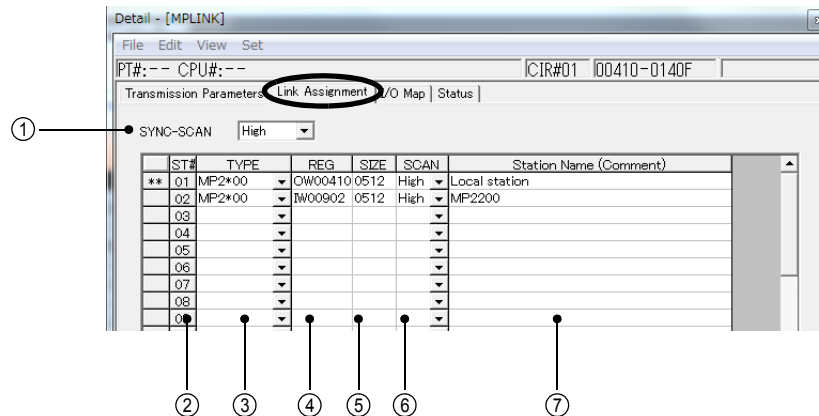 Detail - [MPLINK]
File Edit View Set
PT#:-- CPU#:-- CIR#01 00410-0140F
Transmission Parameters Link Assignment I/O Map Status
① SYNC-SCAN High
ST# TYPE REG SIZE SCAN Station Name (Comment)
** 01 MP2*00 OW00410 0512 High Local station
02 MP2*00 IW00902 0512 High MP2200
03
04
05
06
07
08
② ③ ④ ⑤ ⑥ ⑦